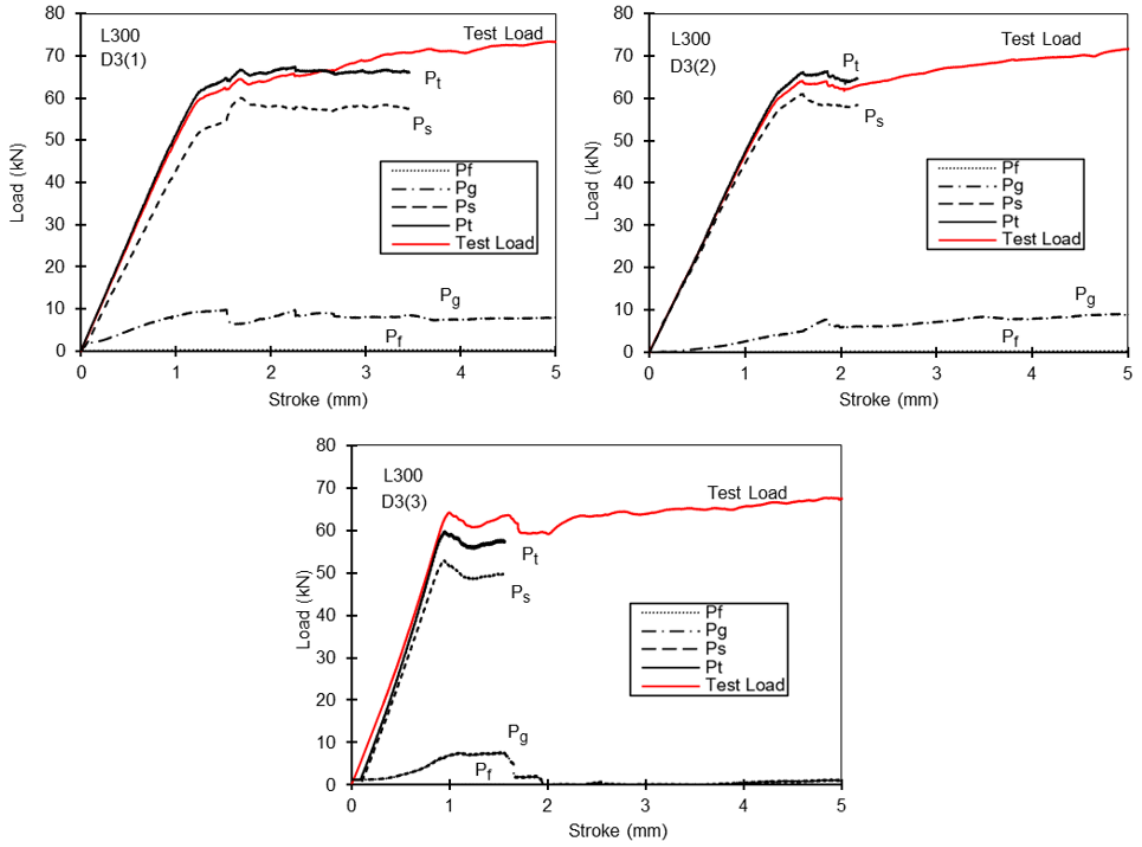 L300
D3(1)
Test Load
Pt
Ps
Pf
Pg
Ps
Pt
Test Load
Pg
Pf
Load (kN)
80
70
60
50
40
30
20
10
0
0 1 2 3 4 5
Stroke (mm)
L300
D3(2)
Test Load
Pt
Ps
Pf
Pg
Ps
Pt
Test Load
Pg
Pf
Load (kN)
80
70
60
50
40
30
20
10
0
0 1 2 3 4 5
Stroke (mm)
L300
D3(3)
Test Load
Pt
Ps
Pf
Pg
Ps
Pt
Test Load
Pg
Pf
Load (kN)
80
70
60
50
40
30
20
10
0
0 1 2 3 4 5
Stroke (mm)